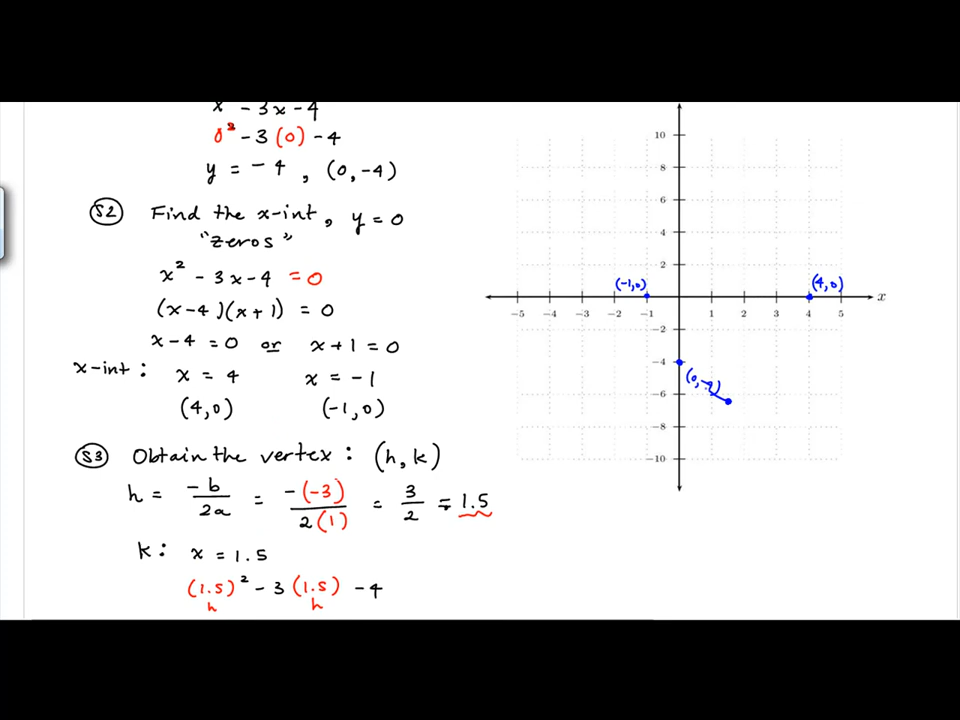 x² - 3x - 4
0² - 3 (0) - 4
y = - 4 , (0, -4)
S2 Find the x-int, y = 0
"zeros"
x² - 3x - 4 = 0
(x - 4)(x + 1) = 0
x - 4 = 0 or x + 1 = 0
x-int : x = 4 x = -1
(4,0) (-1,0)
S3 Obtain the vertex : (h, k)
h = -b/2a = -(-3)/2(1) = 3/2 = 1.5
k : x = 1.5
(1.5)² - 3 (1.5) - 4
h h
10
8
6
4
2
(-1,0) (4,0)
x
-5 -4 -3 -2 -1 1 2 3 4 5
-2
-4
(0,-4)
-6
-8
-10